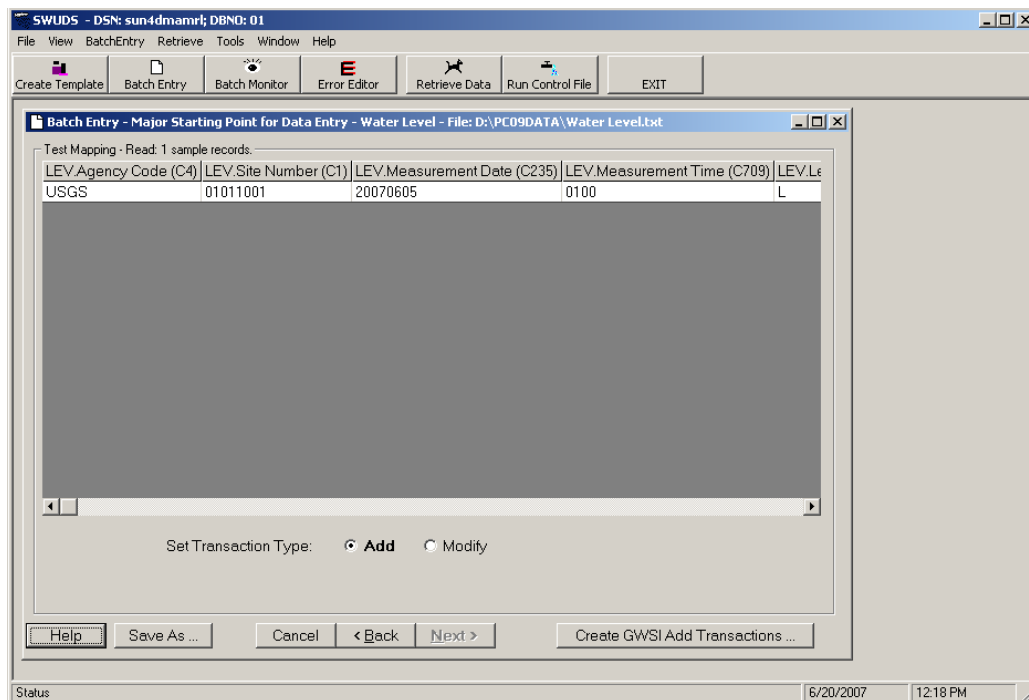 SWUDS - DSN: sun4dmamrl; DBNO: 01
File View BatchEntry Retrieve Tools Window Help
Create Template Batch Entry Batch Monitor Error Editor Retrieve Data Run Control File EXIT
Batch Entry - Major Starting Point for Data Entry - Water Level - File: D:\PC09DATA\Water Level.txt
Test Mapping - Read: 1 sample records.
LEV.Agency Code (C4) LEV.Site Number (C1) LEV.Measurement Date (C235) LEV.Measurement Time (C709) LEV.Le
USGS 01011001 20070605 0100 L
Set Transaction Type: Add Modify
Help Save As ... Cancel < Back Next > Create GWSI Add Transactions ...
Status 6/20/2007 12:18 PM